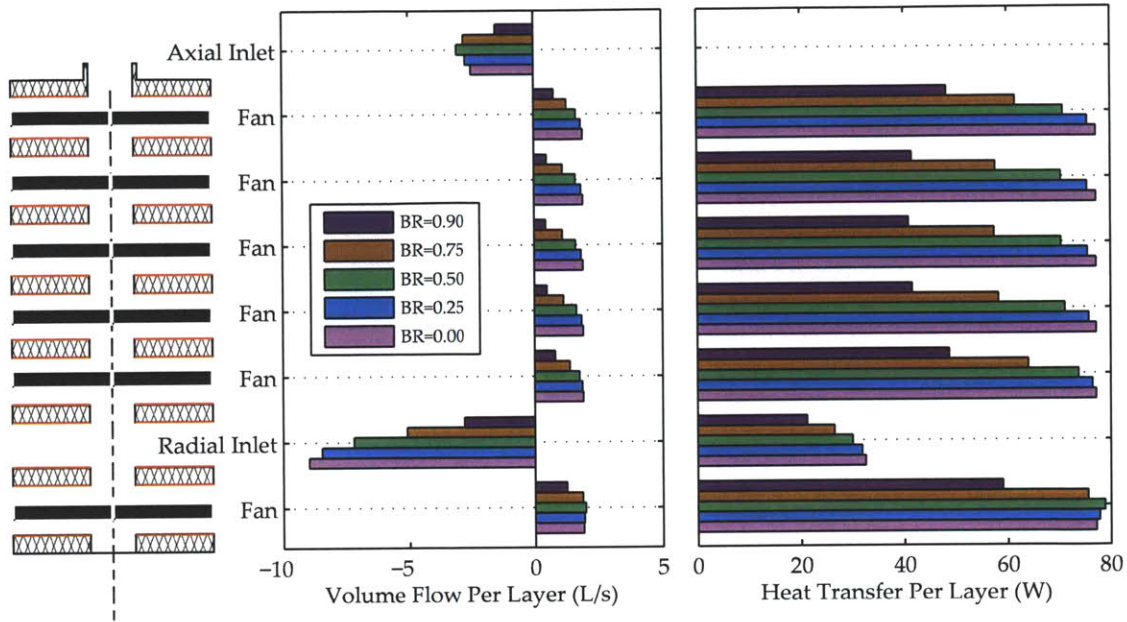 Axial Inlet
Fan
Fan
Fan
Fan
Fan
Radial Inlet
Fan
BR=0.90
BR=0.75
BR=0.50
BR=0.25
BR=0.00
−10
−5
0
5
Volume Flow Per Layer (L/s)
0
20
40
60
80
Heat Transfer Per Layer (W)